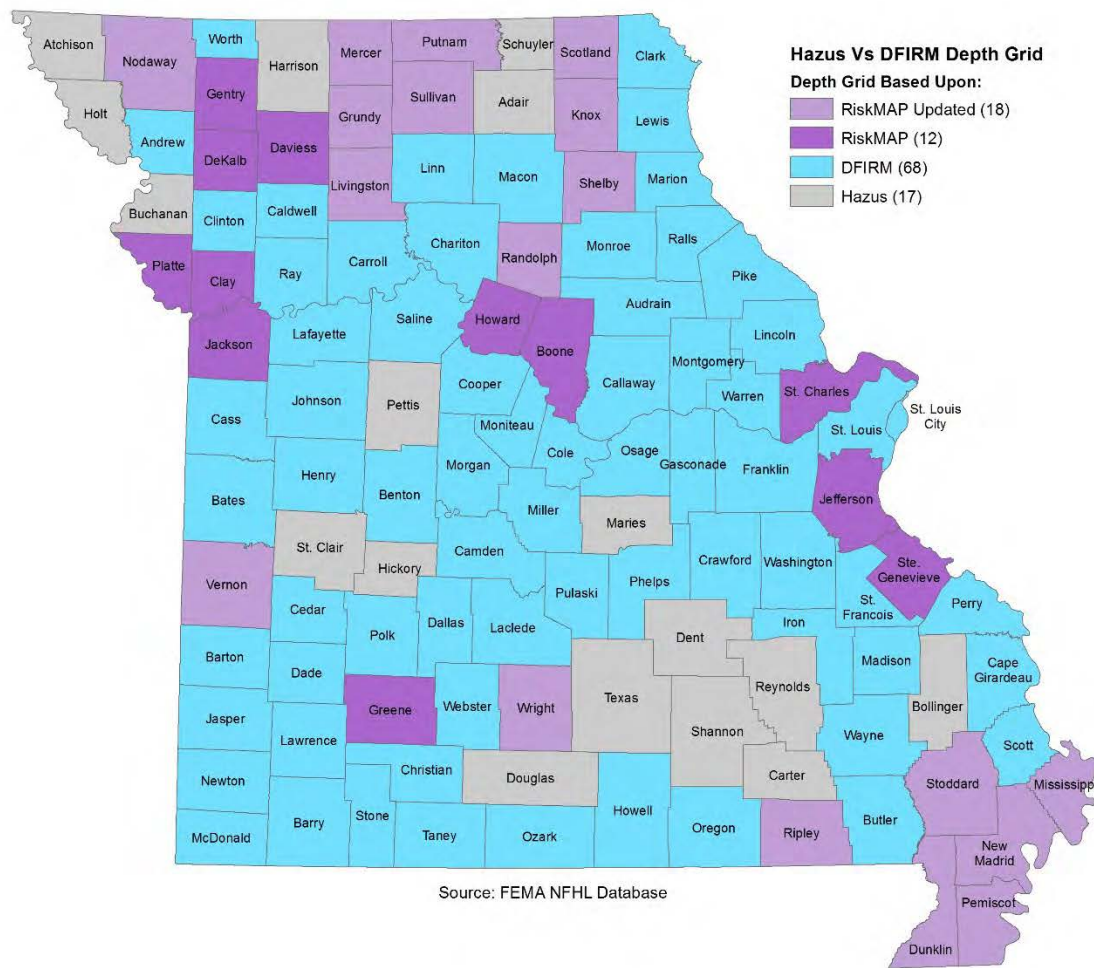 Hazus Vs DFIRM Depth Grid
Depth Grid Based Upon:
RiskMAP Updated (18)
RiskMAP (12)
DFIRM (68)
Hazus (17)
Atchison
Nodaway
Worth
Harrison
Mercer
Putnam
Schuyler
Scotland
Clark
Gentry
Sullivan
Adair
Knox
Lewis
Holt
Andrew
DeKalb
Daviess
Grundy
Linn
Macon
Shelby
Marion
Livingston
Buchanan
Clinton
Caldwell
Chariton
Monroe
Ralls
Randolph
Pike
Platte
Clay
Ray
Carroll
Audrain
Saline
Howard
Boone
Lincoln
Jackson
Lafayette
Montgomery
Cooper
Callaway
Warren
St. Charles
Cass
Johnson
Pettis
Moniteau
St. Louis
St. Louis
City
Cole
Osage
Gasconade
Franklin
Henry
Morgan
Bates
Benton
Miller
Jefferson
Maries
St. Clair
Camden
Crawford
Washington
Hickory
Ste.
Genevieve
Vernon
Pulaski
Phelps
St.
Francois
Perry
Cedar
Polk
Dallas
Laclede
Iron
Dent
Barton
Dade
Madison
Cape
Girardeau
Reynolds
Texas
Bollinger
Greene
Webster
Wright
Jasper
Shannon
Wayne
Scott
Lawrence
Christian
Douglas
Carter
Stoddard
Mississippi
Newton
Howell
McDonald
Barry
Stone
Taney
Ozark
Oregon
Ripley
Butler
New
Madrid
Pemiscot
Dunklin
Source: FEMA NFHL Database